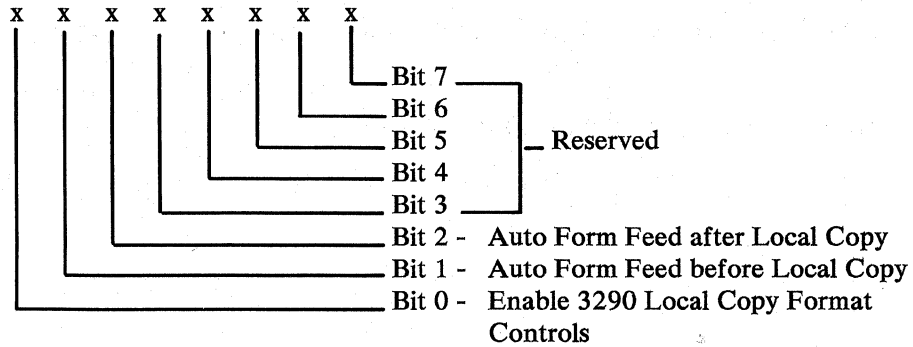 x x x x x x x x
Bit 7
Bit 6
Bit 5
Reserved
Bit 4
Bit 3
Bit 2 - Auto Form Feed after Local Copy
Bit 1 - Auto Form Feed before Local Copy
Bit 0 - Enable 3290 Local Copy Format
Controls